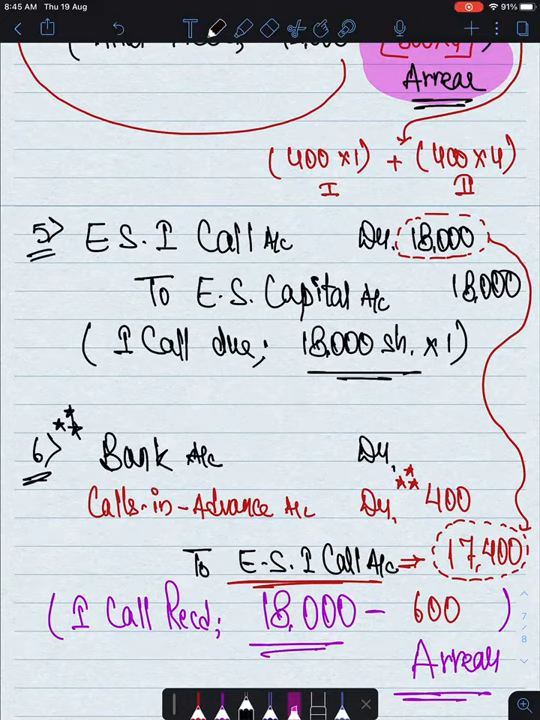 8:45 AM Thu 19 Aug
91%
Arrear
(400 x 1) + (400 x 4)
I II
5> E S. I Call A/c Dr. 18,000
To E.S. Capital A/c 18,000
( I Call due; 18,000 sh. x 1)
6> Bank A/c Dr.
Calls-in-Advance A/c Dr. 400
To E.S.I Call A/c ⇒ 17,400
( I Call Recd; 18,000 - 600 )
Arrear
7/8